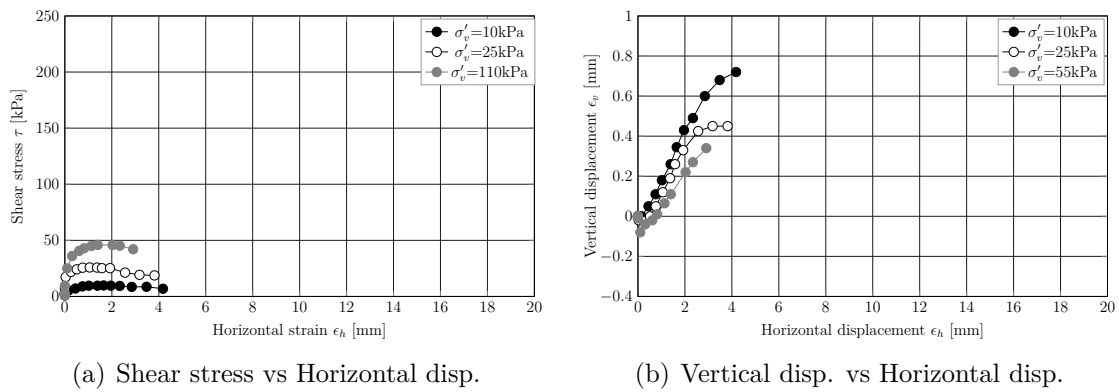 250
200
150
100
50
0
Shear stress τ [kPa]
0 2 4 6 8 10 12 14 16 18 20
Horizontal strain ϵh [mm]
σ′v=10kPa
σ′v=25kPa
σ′v=110kPa
(a) Shear stress vs Horizontal disp.
1
0.8
0.6
0.4
0.2
0
−0.2
−0.4
Vertical displacement ϵv [mm]
0 2 4 6 8 10 12 14 16 18 20
Horizontal displacement ϵh [mm]
σ′v=10kPa
σ′v=25kPa
σ′v=55kPa
(b) Vertical disp. vs Horizontal disp.